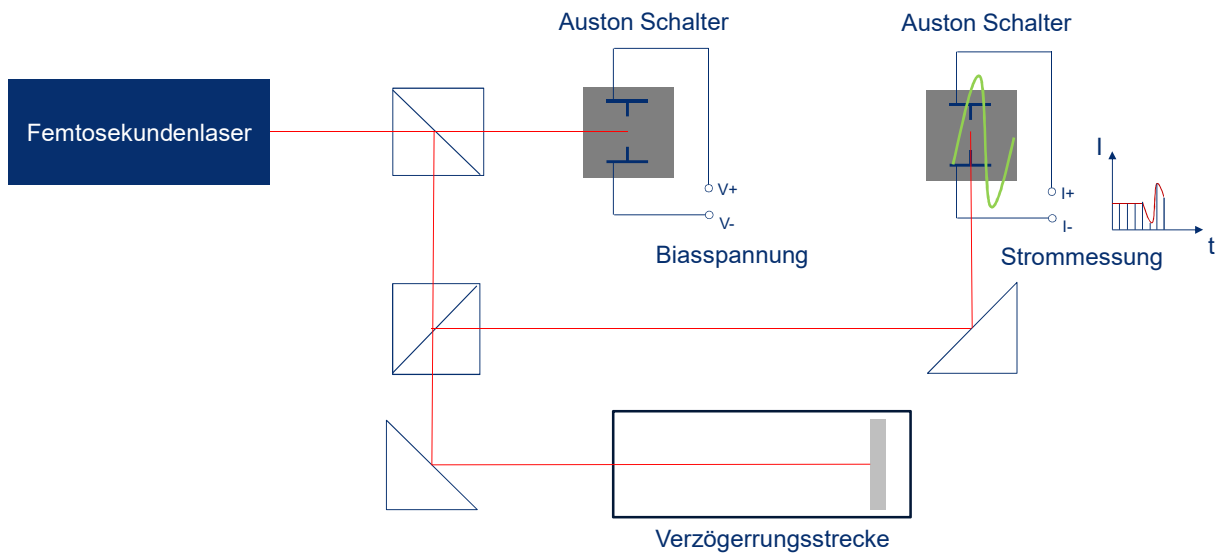 Auston Schalter
Auston Schalter
Femtosekundenlaser
V+
V-
Biasspannung
I+
I-
Strommessung
I
t
Verzögerrungsstrecke